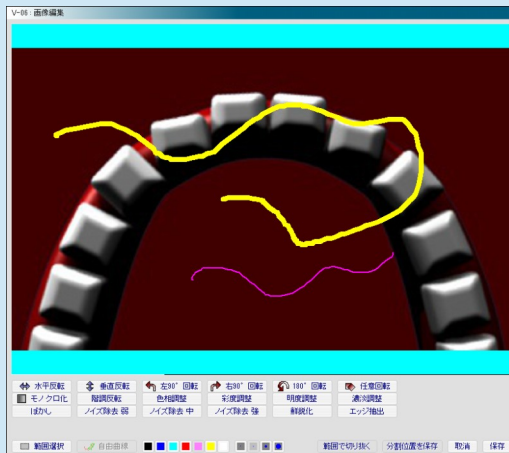 V-06：画像編集
水平反転 垂直反転 左90°回転 右90°回転 180°回転 任意回転
モノクロ化 階調反転 色相調整 彩度調整 明度調整 濃淡調整
ぼかし ノイズ除去 弱 ノイズ除去 中 ノイズ除去 強 鮮鋭化 エッジ抽出
範囲選択 自由曲線 範囲で切り抜く 分割位置を保存 取消 保存